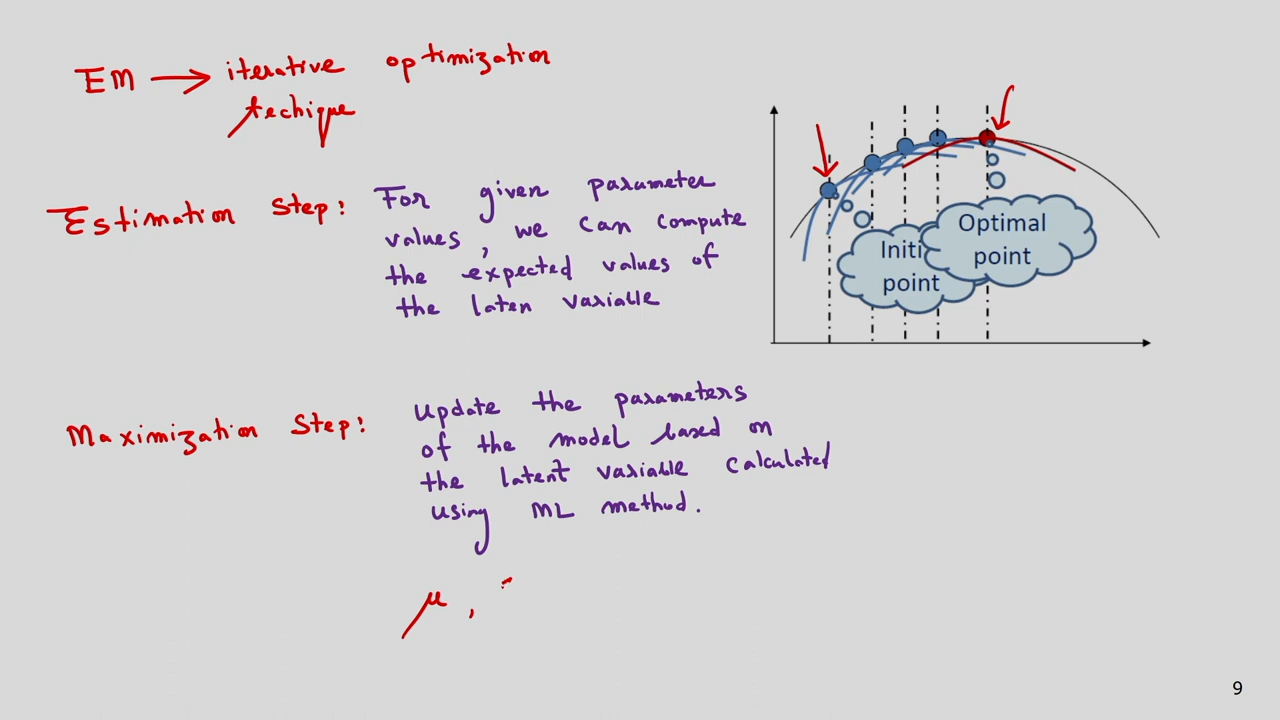 EM → iterative optimization
techique
Estimation Step: For given parameter
values, we can compute
the expected values of
the laten variable
Initi
point
Optimal
point
Maximization Step: Update the parameters
of the model based on
the latent variable calculated
using ML method.
μ,
9